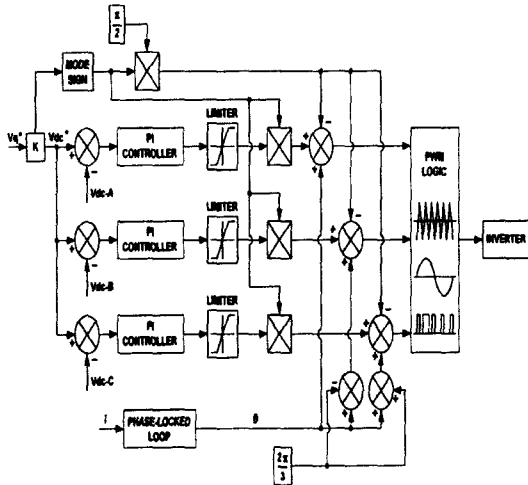 π/2
MODE
SIGN
LIMITER
Vq*
K
Vdc*
PI
CONTROLLER
PWM
LOGIC
Vdc-A
LIMITER
PI
CONTROLLER
INVERTER
Vdc-B
LIMITER
PI
CONTROLLER
Vdc-C
i
PHASE-LOCKED
LOOP
θ
2π/3